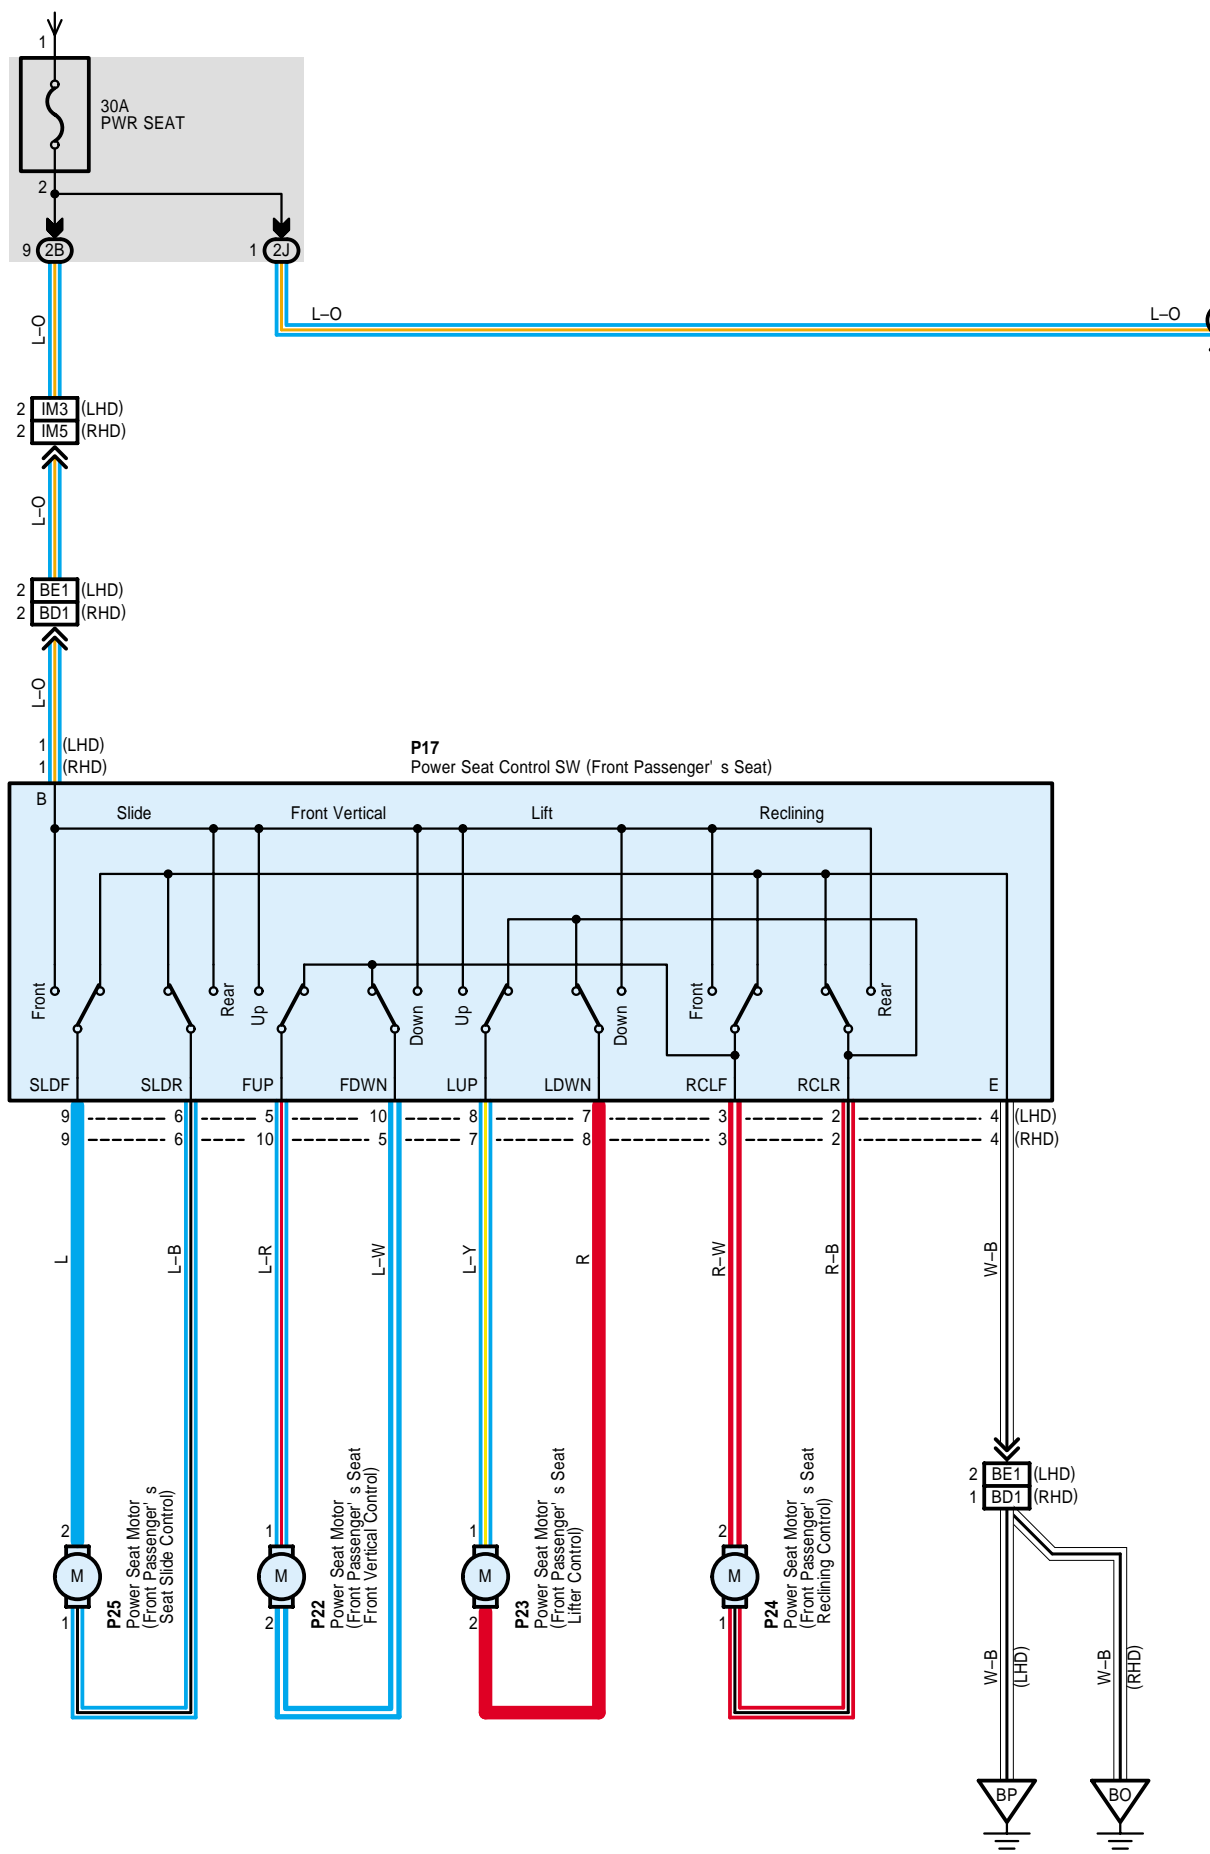 1
30A
PWR SEAT
2
9 2B
1 2J
L–O
L–O
L–O
2 IM3 (LHD)
2 IM5 (RHD)
L–O
2 BE1 (LHD)
2 BD1 (RHD)
L–O
1 (LHD)
1 (RHD)
P17
Power Seat Control SW (Front Passenger' s Seat)
B
Slide
Front Vertical
Lift
Reclining
Front
Rear
Up
Down
Up
Down
Front
Rear
SLDF SLDR FUP FDWN LUP LDWN RCLF RCLR E
9 6 5 10 8 7 3 2 4 (LHD)
9 6 10 5 7 8 3 2 4 (RHD)
L
L–B
L–R
L–W
L–Y
R
R–W
R–B
W–B
2
M
1
P25
Power Seat Motor
(Front Passenger' s
Seat Slide Control)
1
M
2
P22
Power Seat Motor
(Front Passenger' s Seat
Front Vertical Control)
1
M
2
P23
Power Seat Motor
(Front Passenger' s Seat
Lifter Control)
2
M
1
P24
Power Seat Motor
(Front Passenger' s Seat
Reclining Control)
2 BE1 (LHD)
1 BD1 (RHD)
W–B
(LHD)
W–B
(RHD)
BP
BO